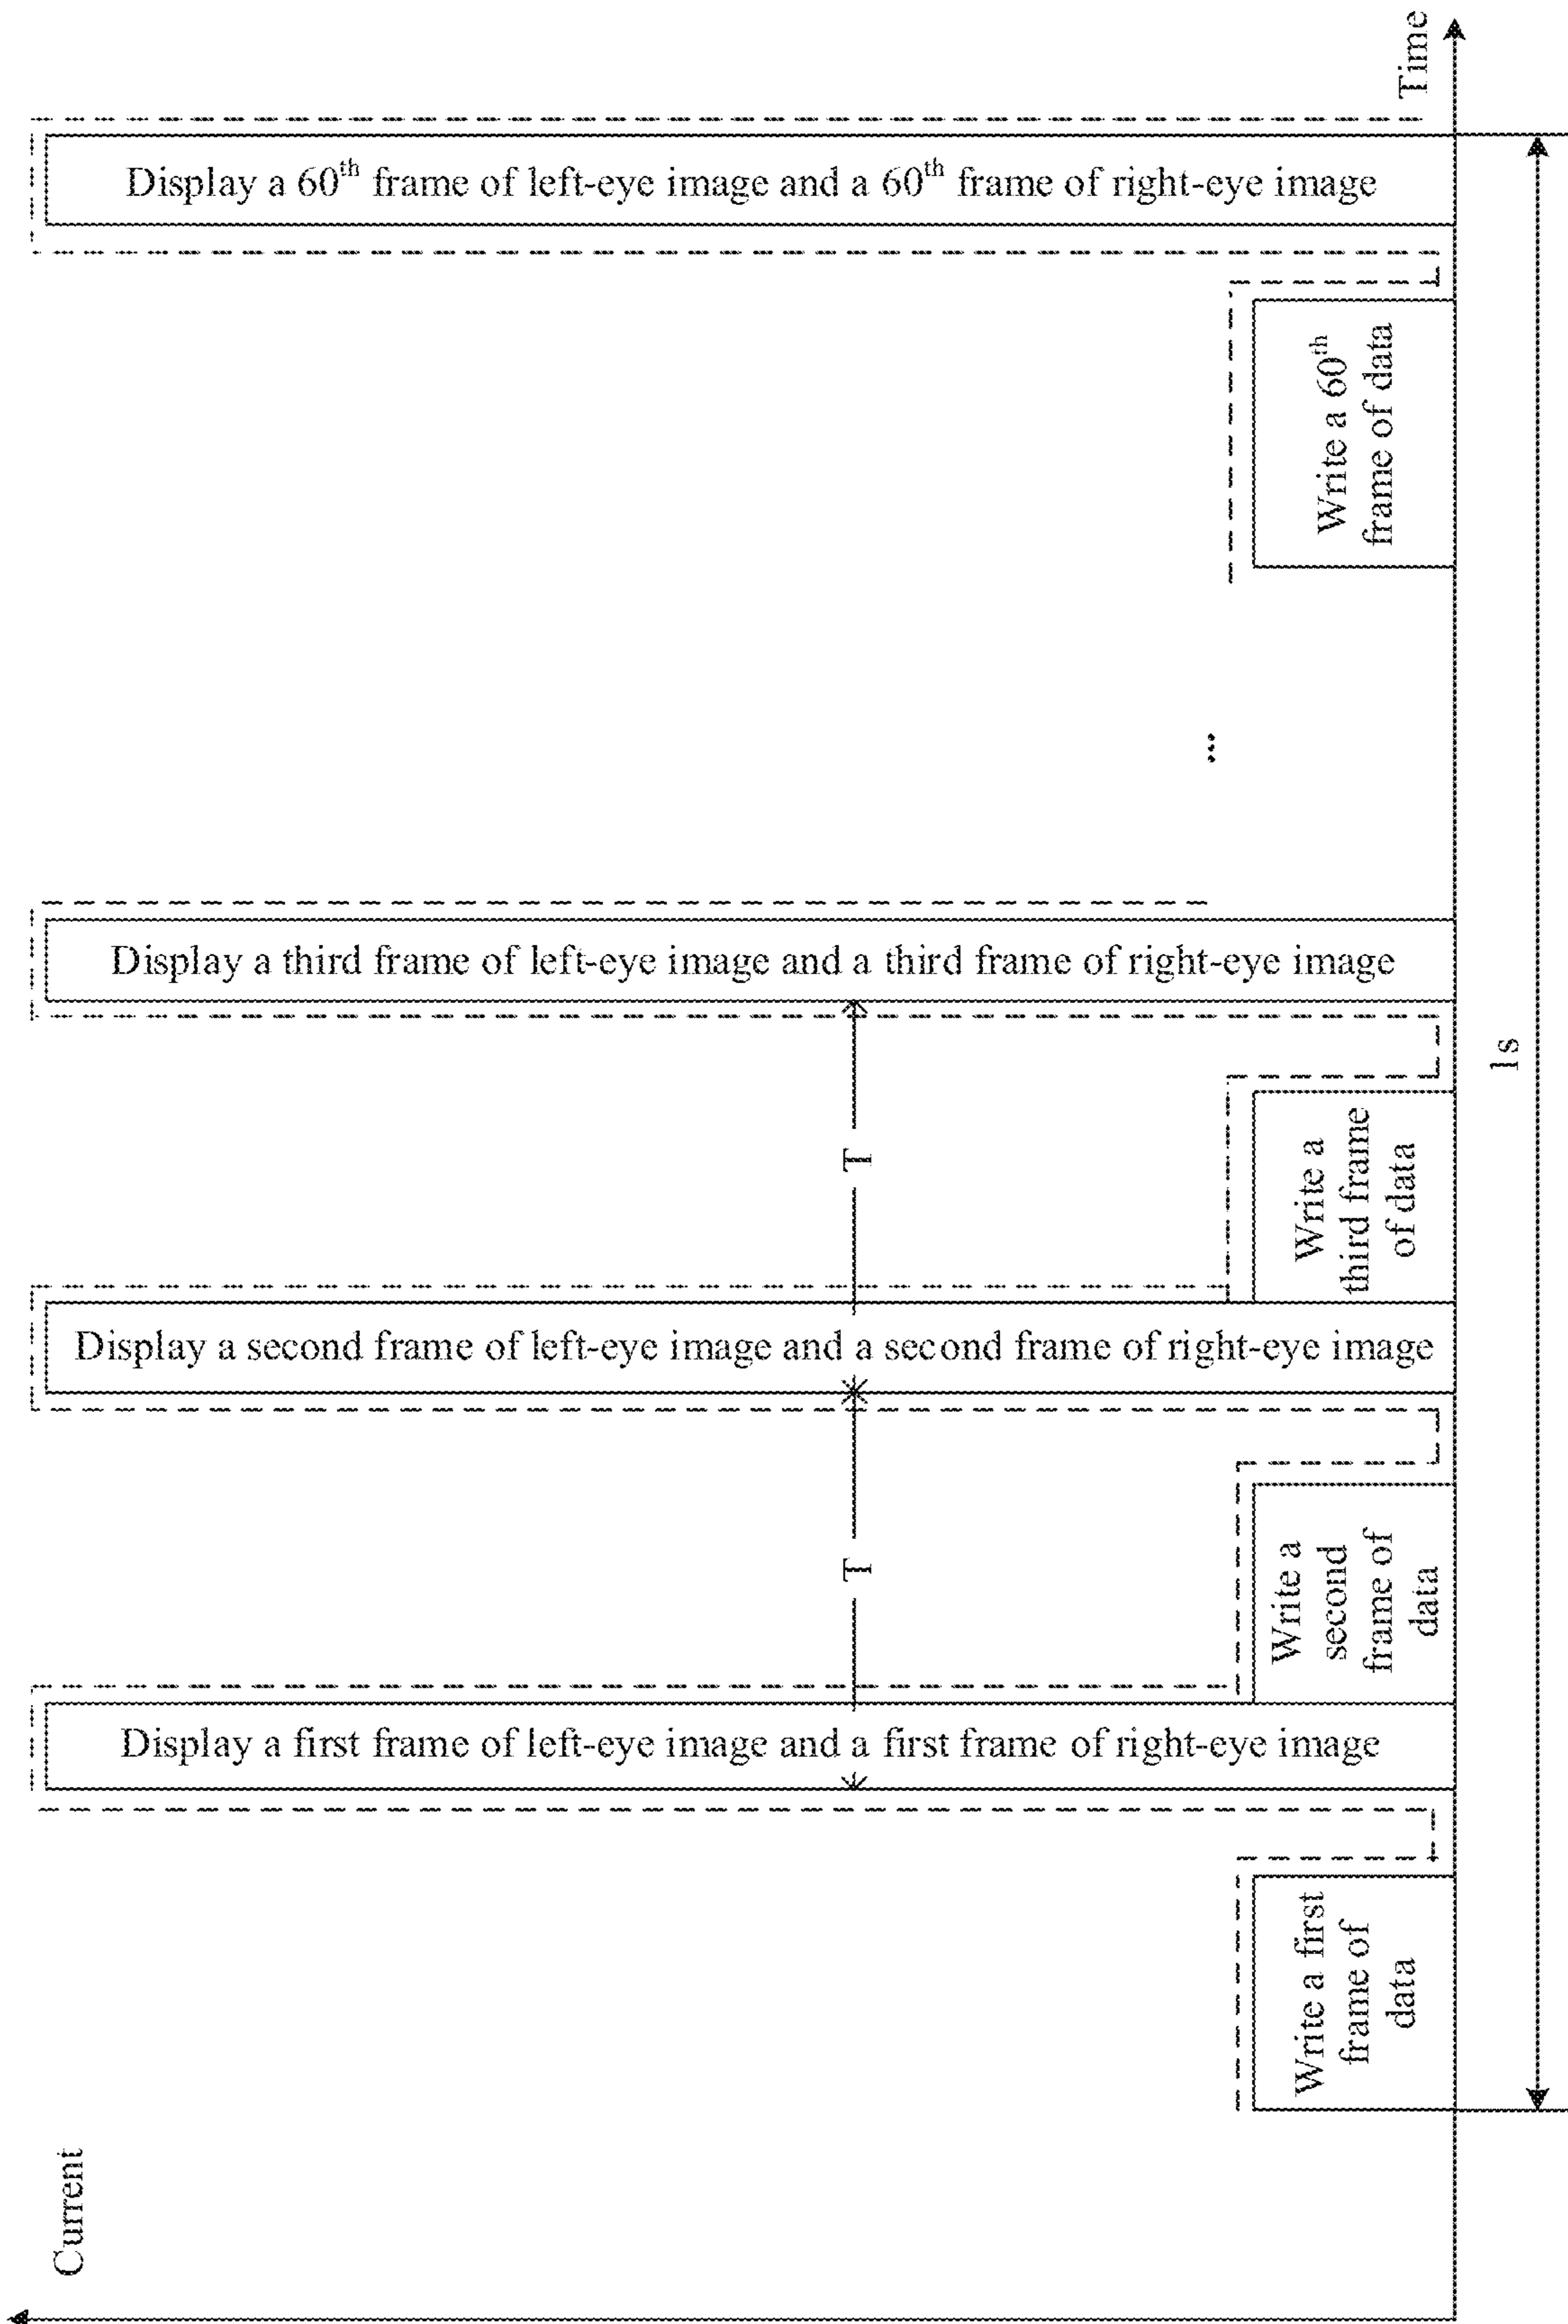 Current
Write a first
frame of
data
Display a first frame of left-eye image and a first frame of right-eye image
T
Write a
second
frame of
data
Display a second frame of left-eye image and a second frame of right-eye image
T
Write a
third frame
of data
Display a third frame of left-eye image and a third frame of right-eye image
...
Write a 60th
frame of data
Display a 60th frame of left-eye image and a 60th frame of right-eye image
Time
1s